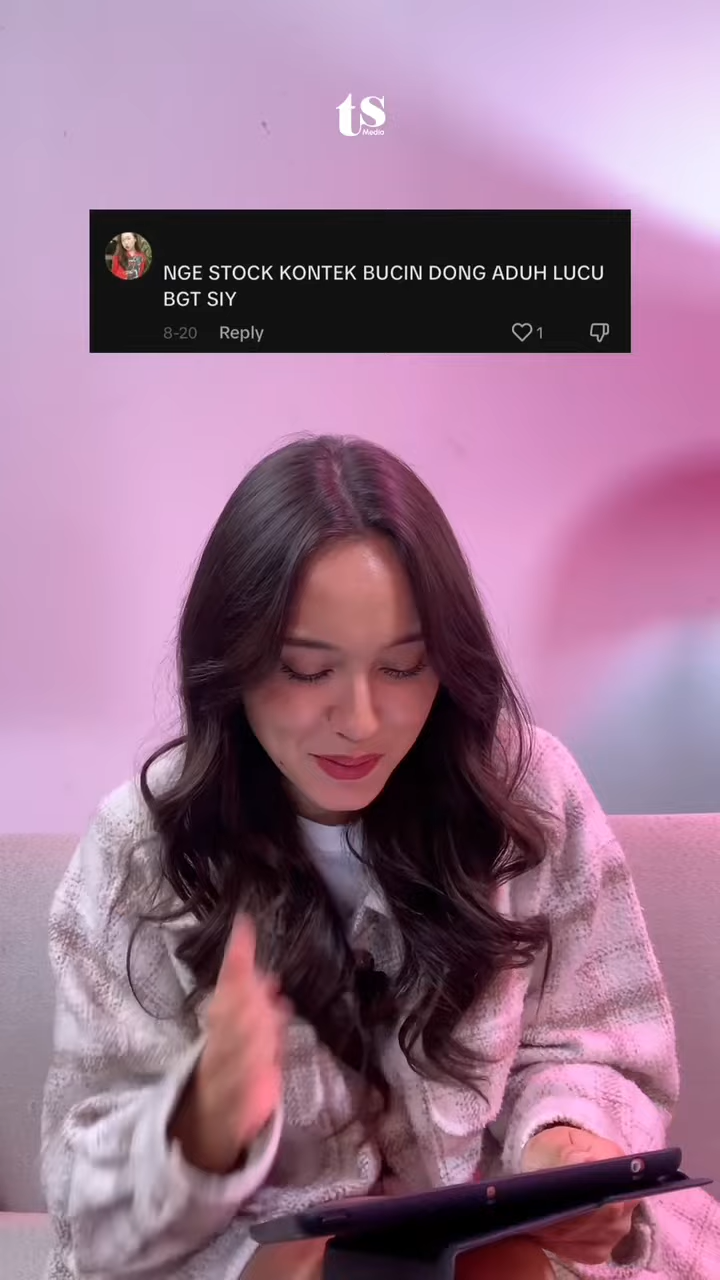 ts
Media
NGE STOCK KONTEK BUCIN DONG ADUH LUCU
BGT SIY
8-20 Reply 1